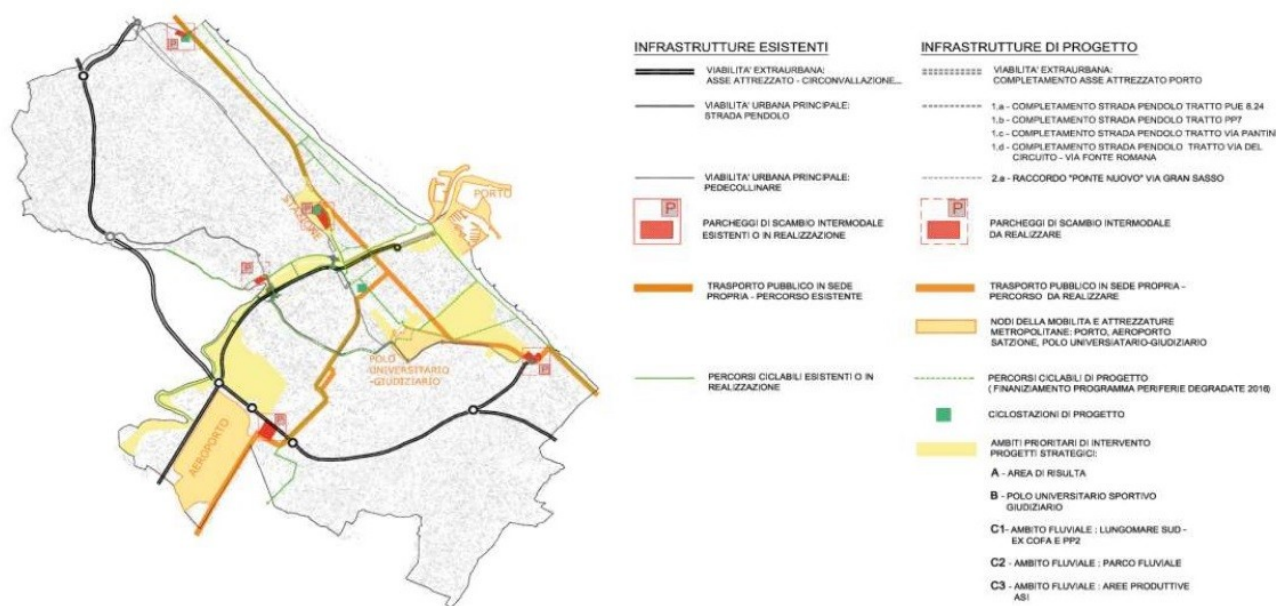 PORTO
STAZIONE
POLO
UNIVERSITARIO
-GIUDIZIARIO
AEROPORTO
P
P
P
P
P
INFRASTRUTTURE ESISTENTI
VIABILITA' EXTRAURBANA:
ASSE ATTREZZATO - CIRCONVALLAZIONE...
VIABILITA' URBANA PRINCIPALE:
STRADA PENDOLO
VIABILITA' URBANA PRINCIPALE:
PEDECOLLINARE
P
PARCHEGGI DI SCAMBIO INTERMODALE
ESISTENTI O IN REALIZZAZIONE
TRASPORTO PUBBLICO IN SEDE
PROPRIA - PERCORSO ESISTENTE
PERCORSI CICLABILI ESISTENTI O IN
REALIZZAZIONE
INFRASTRUTTURE DI PROGETTO
VIABILITA' EXTRAURBANA:
COMPLETAMENTO ASSE ATTREZZATO PORTO
1.a - COMPLETAMENTO STRADA PENDOLO TRATTO PUE 8.24
1.b - COMPLETAMENTO STRADA PENDOLO TRATTO PP7
1.c - COMPLETAMENTO STRADA PENDOLO TRATTO VIA PANTINI
1.d - COMPLETAMENTO STRADA PENDOLO TRATTO VIA DEL
CIRCUITO - VIA FONTE ROMANA
2.a - RACCORDO "PONTE NUOVO" VIA GRAN SASSO
P
PARCHEGGI DI SCAMBIO INTERMODALE
DA REALIZZARE
TRASPORTO PUBBLICO IN SEDE PROPRIA -
PERCORSO DA REALIZZARE
NODI DELLA MOBILITA E ATTREZZATURE
METROPOLITANE: PORTO, AEROPORTO
SATZIONE, POLO UNIVERSIATARIO-GIUDIZIARIO
PERCORSI CICLABILI DI PROGETTO
( FINANZIAMENTO PROGRAMMA PERIFERIE DEGRADATE 2016)
CICLOSTAZIONI DI PROGETTO
AMBITI PRIORITARI DI INTERVENTO
PROGETTI STRATEGICI:
A - AREA DI RISULTA
B - POLO UNIVERSITARIO SPORTIVO
GIUDIZIARIO
C1- AMBITO FLUVIALE : LUNGOMARE SUD -
EX COFA E PP2
C2 - AMBITO FLUVIALE : PARCO FLUVIALE
C3 - AMBITO FLUVIALE : AREE PRODUTTIVE
ASI